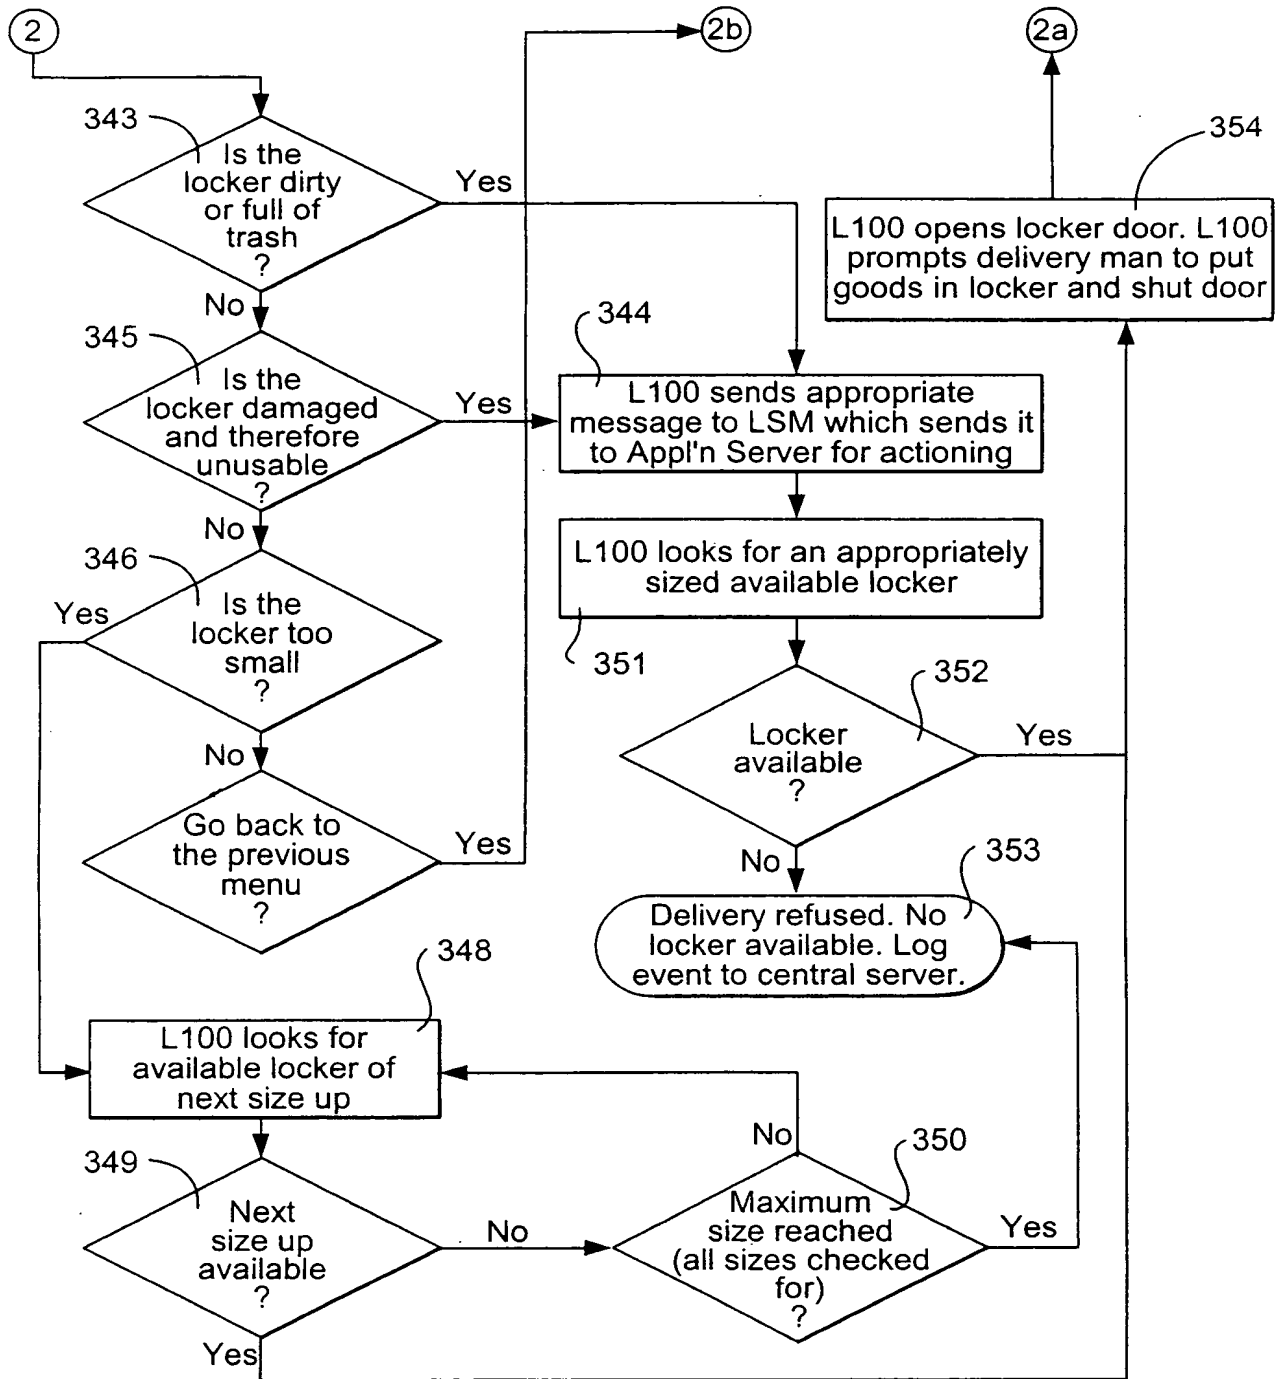 2
2b
2a
343
Is the
locker dirty
or full of
trash
?
Yes
No
354
L100 opens locker door. L100
prompts delivery man to put
goods in locker and shut door
345
Is the
locker damaged
and therefore
unusable
?
Yes
No
344
L100 sends appropriate
message to LSM which sends it
to Appl'n Server for actioning
346
Is the
locker too
small
?
Yes
No
L100 looks for an appropriately
sized available locker
351
352
Locker
available
?
Yes
No
Go back to
the previous
menu
?
Yes
353
Delivery refused. No
locker available. Log
event to central server.
348
L100 looks for
available locker of
next size up
349
Next
size up
available
?
No
Yes
350
Maximum
size reached
(all sizes checked
for)
?
No
Yes